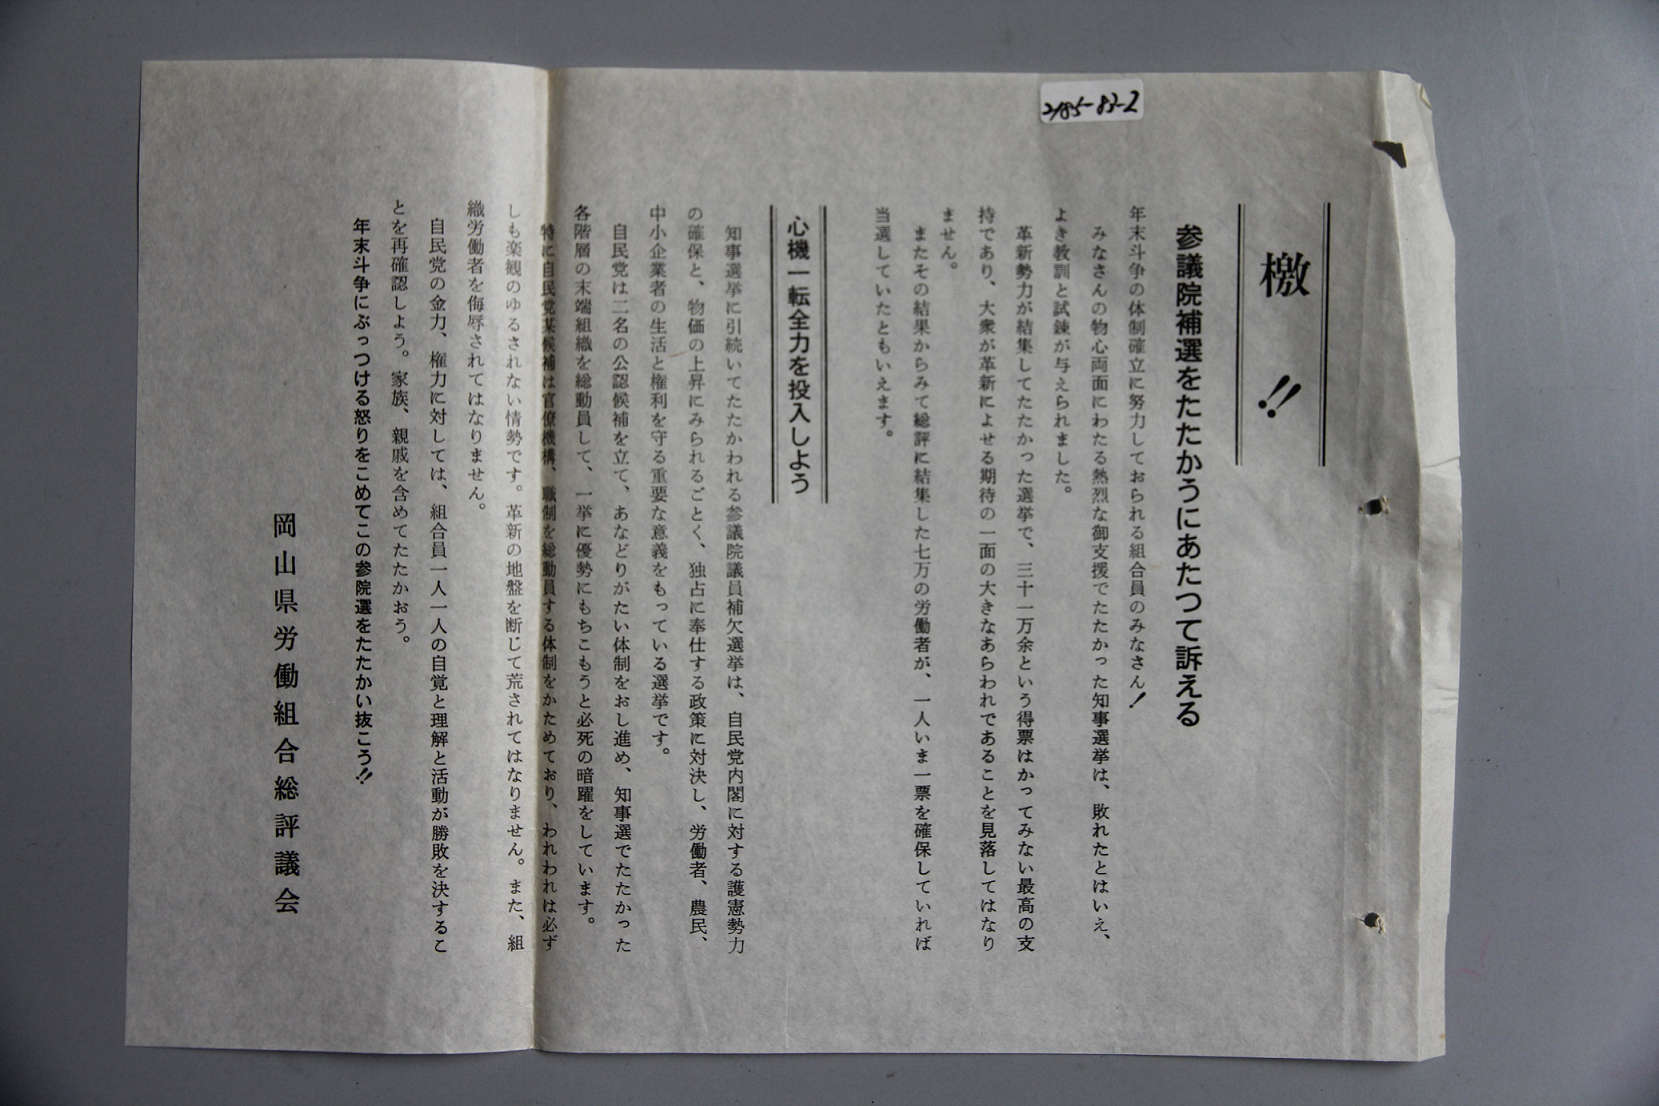 2185-83-2
檄!!
参議院補選をたたかうにあたつて訴える
年末斗争の体制確立に努力しておられる組合員のみなさん!
みなさんの物心両面にわたる熱烈な御支援でたたかった知事選挙は、敗れたとはいえ、
よき教訓と試錬が与えられました。
革新勢力が結集してたたかった選挙で、三十一万余という得票はかってみない最高の支
持であり、大衆が革新によせる期待の一面の大きなあらわれであることを見落してはなり
ません。
またその結果からみて総評に結集した七万の労働者が、一人いま一票を確保していれば
当選していたともいえます。
心機一転全力を投入しよう
知事選挙に引続いてたたかわれる参議院議員補欠選挙は、自民党内閣に対する護憲勢力
の確保と、物価の上昇にみられるごとく、独占に奉仕する政策に対決し、労働者、農民、
中小企業者の生活と権利を守る重要な意義をもっている選挙です。
自民党は二名の公認候補を立て、あなどりがたい体制をおし進め、知事選でたたかった
各階層の末端組織を総動員して、一挙に優勢にもちこもうと必死の暗躍をしています。
特に自民党某候補は官僚機構、職制を総動員する体制をかためており、われわれは必ず
しも楽観のゆるされない情勢です。革新の地盤を断じて荒されてはなりません。また、組
織労働者を侮辱されてはなりません。
自民党の金力、権力に対しては、組合員一人一人の自覚と理解と活動が勝敗を決するこ
とを再確認しよう。家族、親戚を含めてたたかおう。
年末斗争にぶっつける怒りをこめてこの参院選をたたかい抜こう!!
岡山県労働組合総評議会